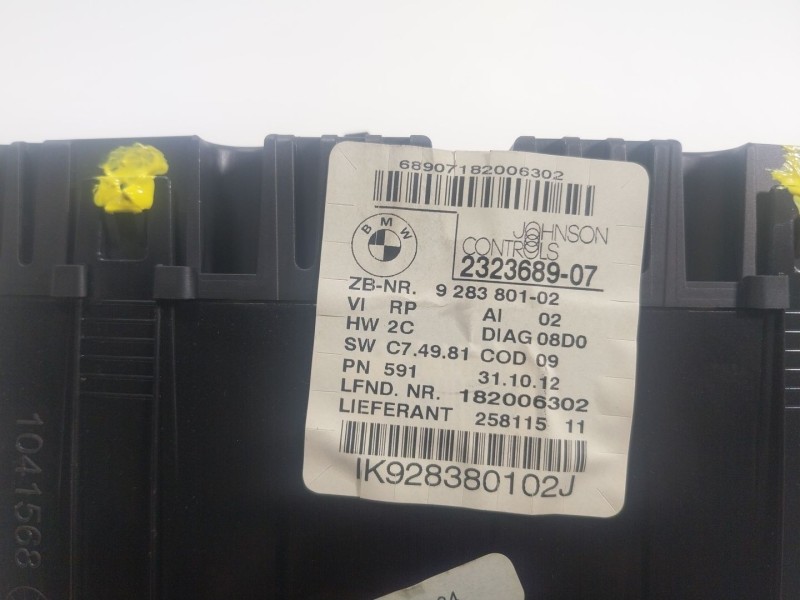 68907182006302
BMW
JOHNSON
CONTROLS
2323689-07
ZB-NR. 9 283 801-02
VI RP AI 02
HW 2C DIAG 08D0
SW C7.49.81 COD 09
PN 591 31.10.12
LFND. NR. 182006302
LIEFERANT 258115 11
IK928380102J
1041568